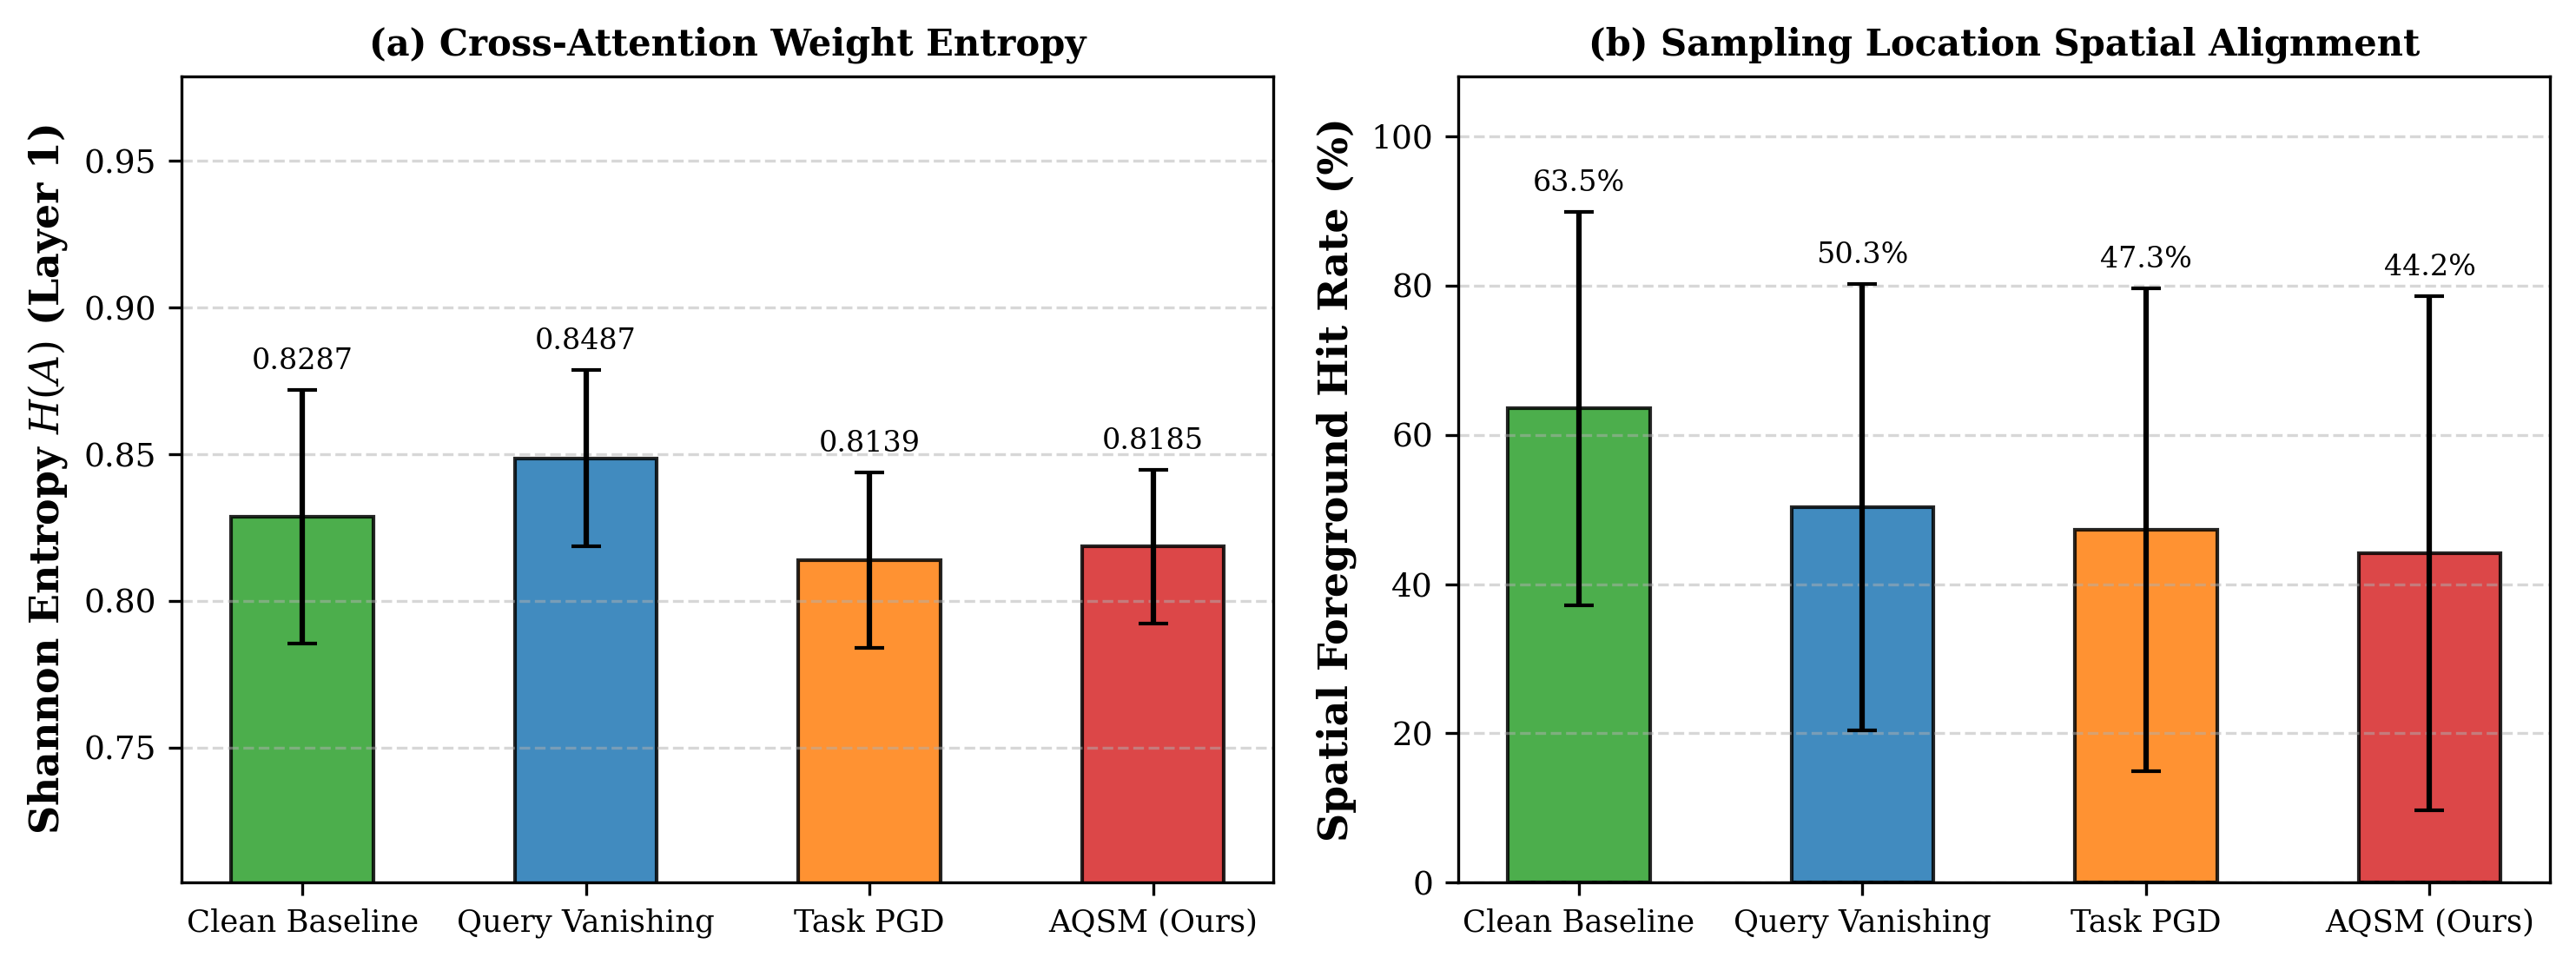 (a) Cross-Attention Weight Entropy
Shannon Entropy H(A) (Layer 1)
0.95
0.90
0.85
0.80
0.75
0.8287
0.8487
0.8139
0.8185
Clean Baseline
Query Vanishing
Task PGD
AQSM (Ours)
(b) Sampling Location Spatial Alignment
Spatial Foreground Hit Rate (%)
100
80
60
40
20
0
63.5%
50.3%
47.3%
44.2%
Clean Baseline
Query Vanishing
Task PGD
AQSM (Ours)